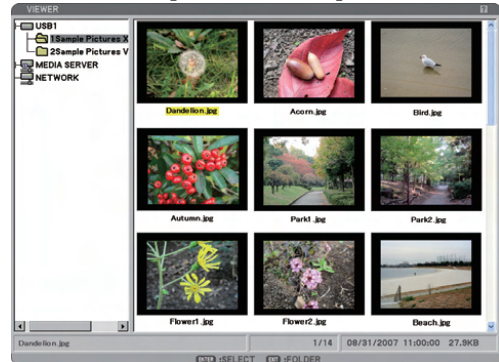 VIEWER
USB1
1Sample Pictures X
2Sample Pictures V
MEDIA SERVER
NETWORK
Dandelion.jpg
Acorn.jpg
Bird.jpg
Autumn.jpg
Park1.jpg
Park2.jpg
Flower1.jpg
Flower2.jpg
Beach.jpg
Dandelion.jpg
1/14
08/31/2007 11:00:00 27.9KB
:SELECT
:FOLDER